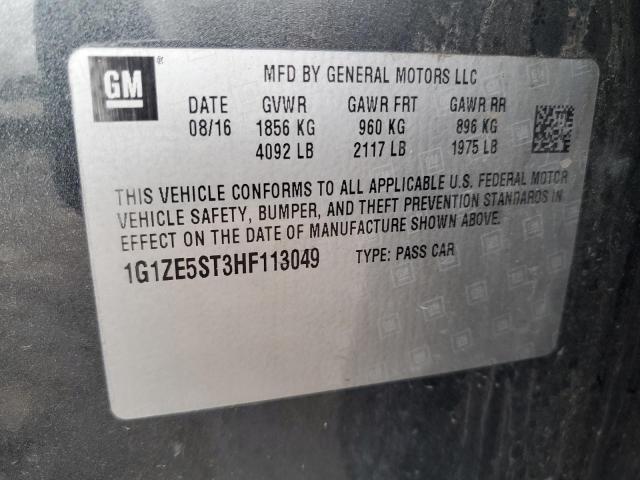 GM®
MFD BY GENERAL MOTORS LLC
DATE GVWR GAWR FRT GAWR RR
08/16 1856 KG 960 KG 896 KG
4092 LB 2117 LB 1975 LB
THIS VEHICLE CONFORMS TO ALL APPLICABLE U.S. FEDERAL MOTOR
VEHICLE SAFETY, BUMPER, AND THEFT PREVENTION STANDARDS IN
EFFECT ON THE DATE OF MANUFACTURE SHOWN ABOVE.
1G1ZE5ST3HF113049 TYPE: PASS CAR